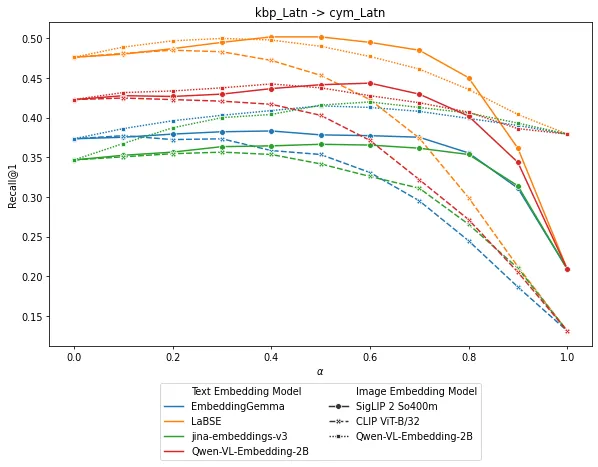 kbp_Latn -> cym_Latn
Recall@1
0.50
0.45
0.40
0.35
0.30
0.25
0.20
0.15
0.0 0.2 0.4 0.6 0.8 1.0
α
Text Embedding Model Image Embedding Model
EmbeddingGemma SigLIP 2 So400m
LaBSE CLIP ViT-B/32
jina-embeddings-v3 Qwen-VL-Embedding-2B
Qwen-VL-Embedding-2B